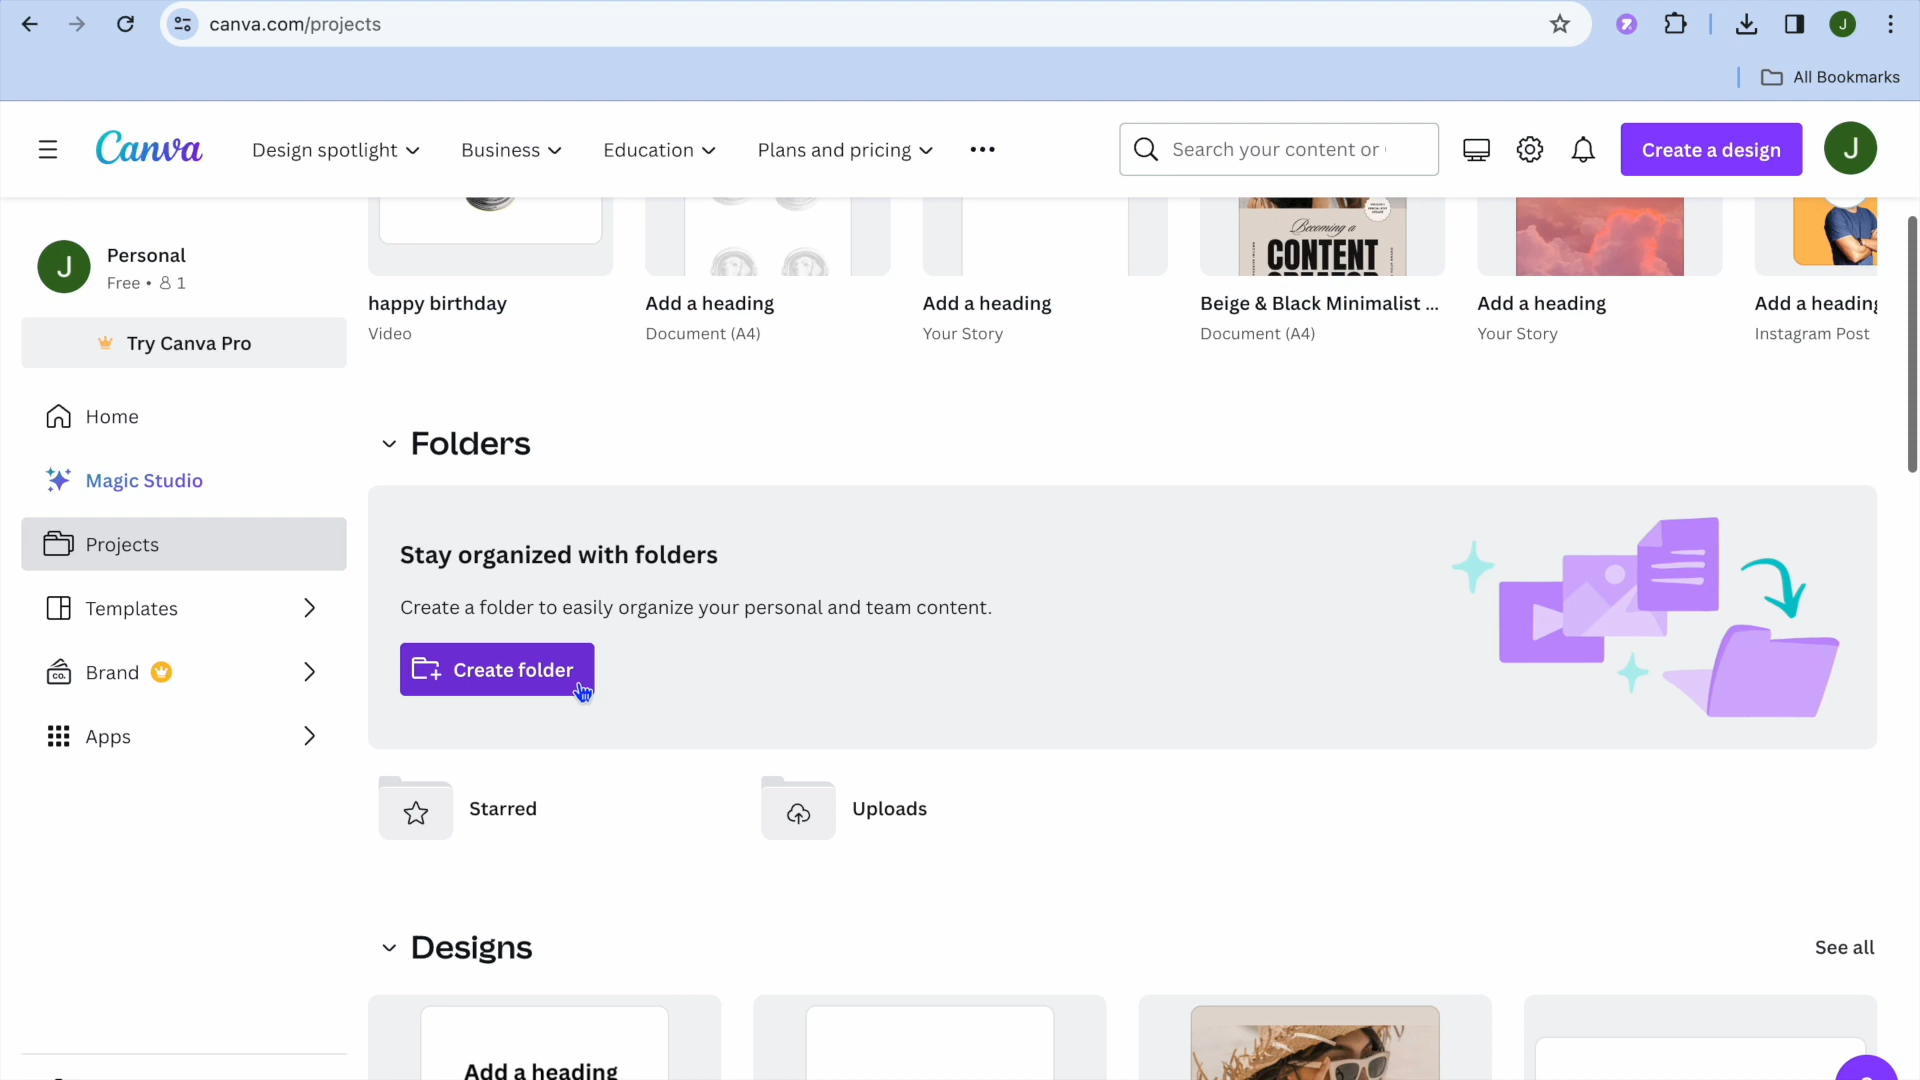 canva.com/projects
All Bookmarks
Canva
Design spotlight
Business
Education
Plans and pricing
Search your content or
Create a design
J
J
Personal
Free • 1
Try Canva Pro
Home
Magic Studio
Projects
Templates
CO.
Brand
Apps
Becoming a
CONTENT
happy birthday
Video
Add a heading
Document (A4)
Add a heading
Your Story
Beige & Black Minimalist ...
Document (A4)
Add a heading
Your Story
Add a heading
Instagram Post
Folders
Stay organized with folders
Create a folder to easily organize your personal and team content.
Create folder
Starred
Uploads
Designs
See all
Add a heading
J